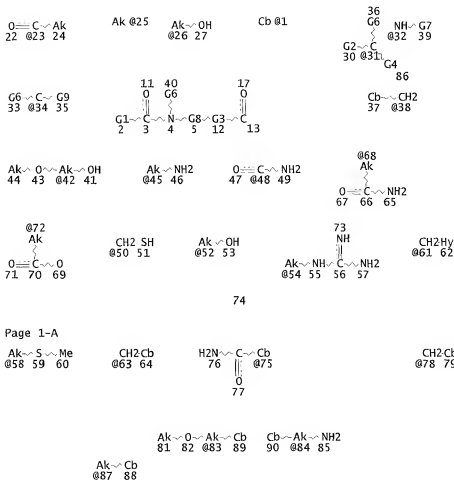 36
O C Ak Ak @25 Ak OH Cb @1 G6 NH G7
22 @23 24 @26 27 @32 39
G2 C
30 @31
G4
86
11 40 17
G6 C G9 O G6 O Cb CH2
33 @34 35 37 @38
G1 C N G8 G3 C
2 3 4 5 12 13
@68
Ak O Ak OH Ak NH2 O C NH2 Ak
44 43 @42 41 @45 46 47 @48 49
O C NH2
67 66 65
@72 73
Ak CH2 SH Ak OH NH CH2 Hy
@50 51 @52 53 @61 62
O C O Ak NH C NH2
71 70 69 @54 55 56 57
74
Page 1-A
Ak S Me CH2 Cb H2N C Cb CH2 Cb
@58 59 60 @63 64 76 @75 @78 79
O
77
Ak O Ak Cb Cb Ak NH2
81 82 @83 89 90 @84 85
Ak Cb
@87 88